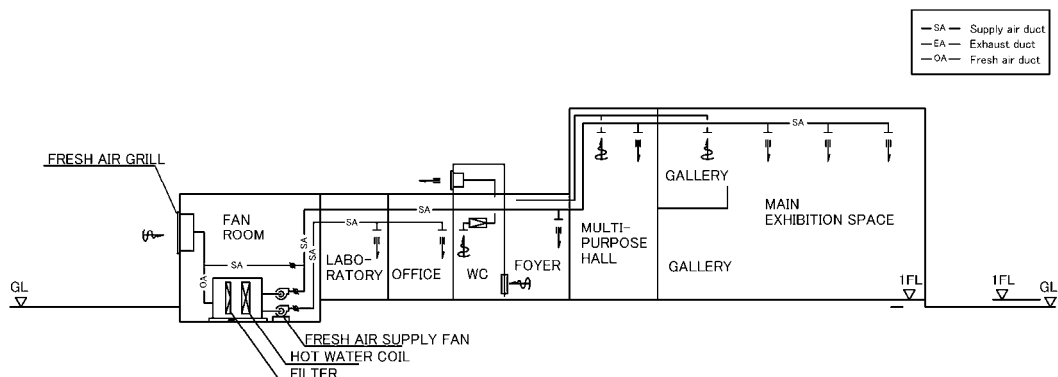 SA Supply air duct
EA Exhaust duct
OA Fresh air duct
SA
FRESH AIR GRILL
GALLERY
MAIN
EXHIBITION SPACE
SA
SA
FAN
ROOM
MULTI-
PURPOSE
HALL
SA
SA
SA
LABO-
RATORY
OFFICE
WC
FOYER
GALLERY
OA
GL
1FL
1FL
GL
FRESH AIR SUPPLY FAN
HOT WATER COIL
FILTER